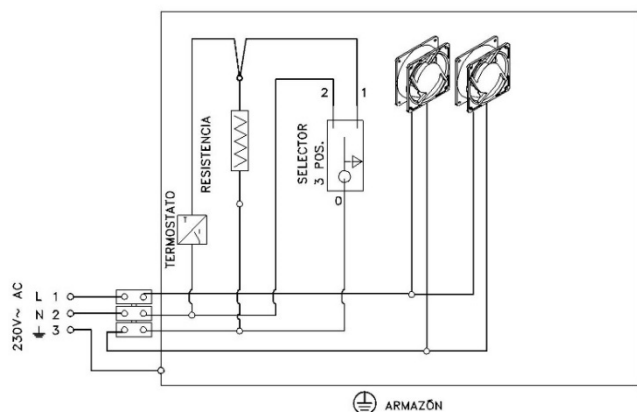 2
1
RESISTENCIA
SELECTOR
3 POS.
0
TERMOSTATO
T
230V~ AC
L 1
N 2
3
ARMAZÓN